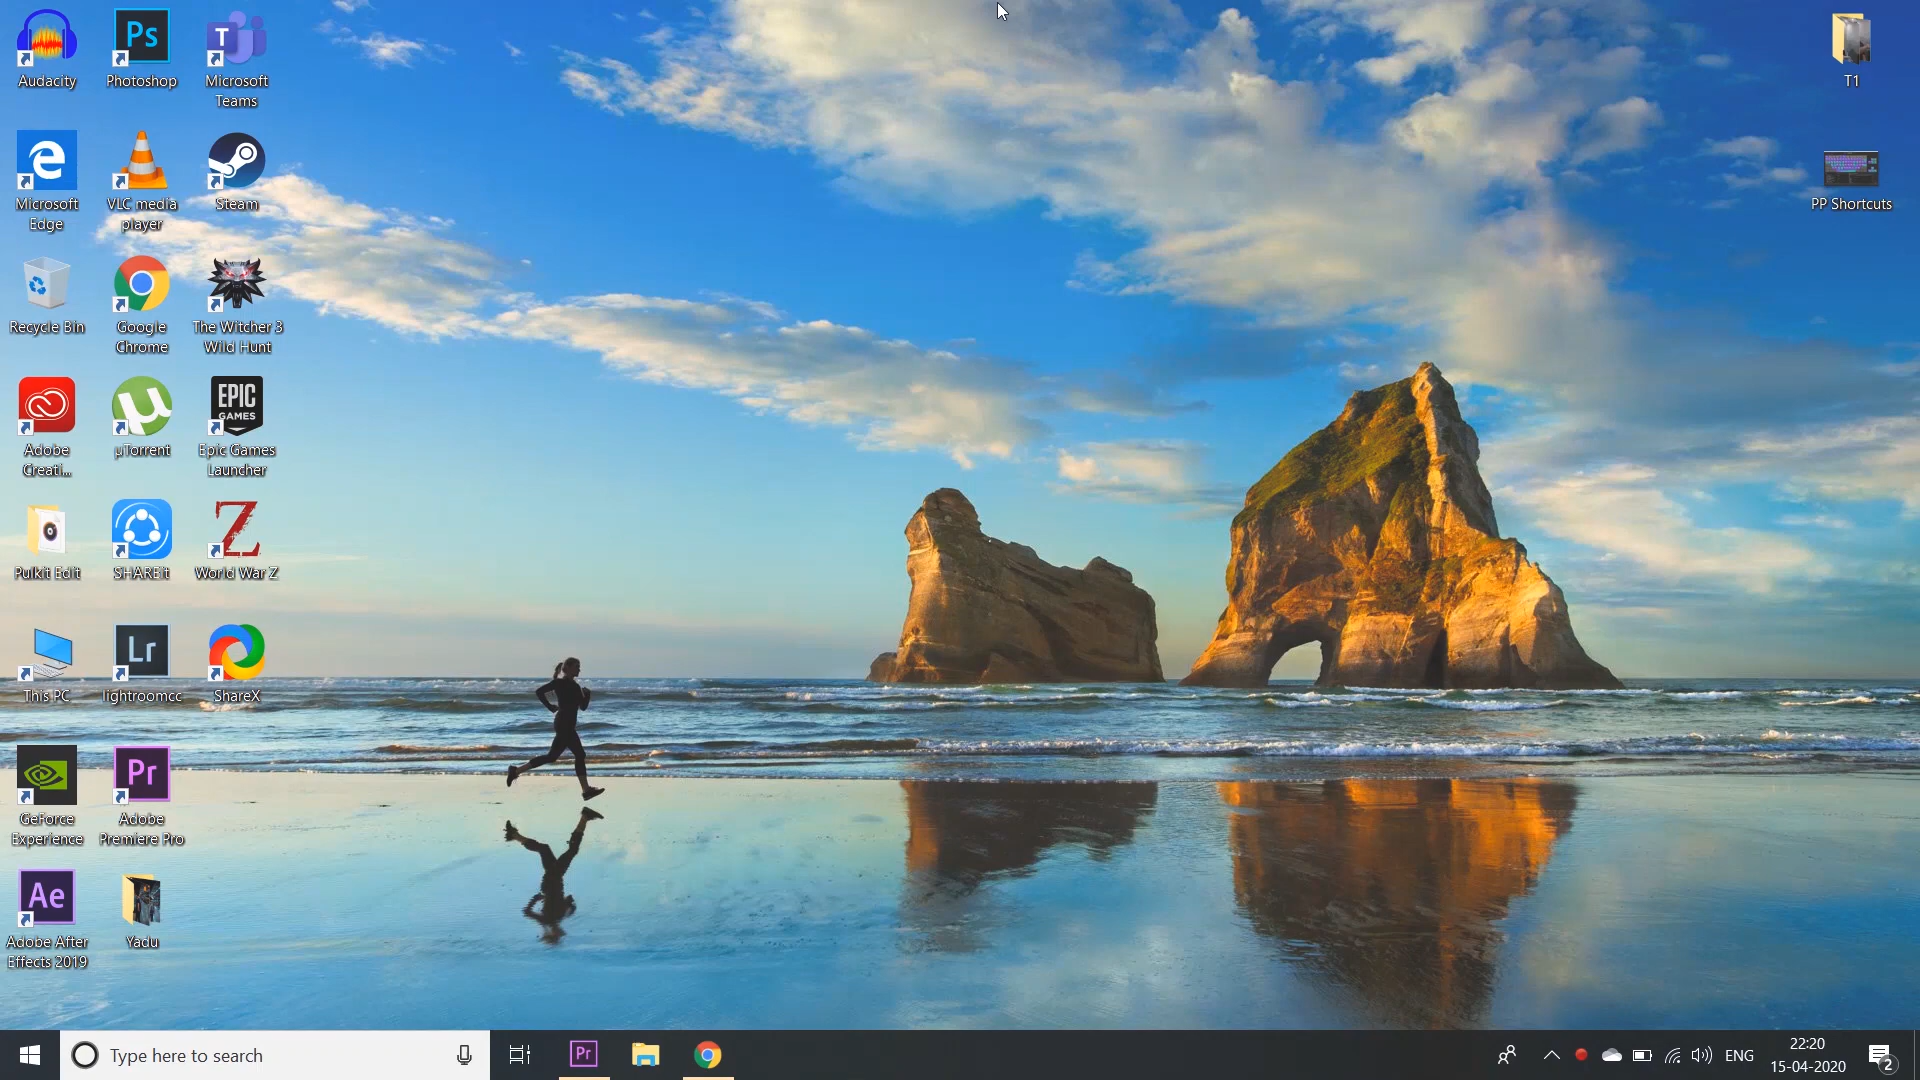 Audacity
Ps
Photoshop
T
Microsoft
Teams
Microsoft
Edge
VLC media
player
Steam
Recycle Bin
Google
Chrome
The Witcher 3
Wild Hunt
Adobe
Creati...
µTorrent
EPIC
GAMES
Epic Games
Launcher
Pulkit Edit
SHAREit
Z
World War Z
This PC
Lr
lightroomcc
ShareX
GeForce
Experience
Pr
Adobe
Premiere Pro
Ae
Adobe After
Effects 2019
Yadu
T1
PP Shortcuts
Type here to search
Pr
ENG
22:20
15-04-2020
2